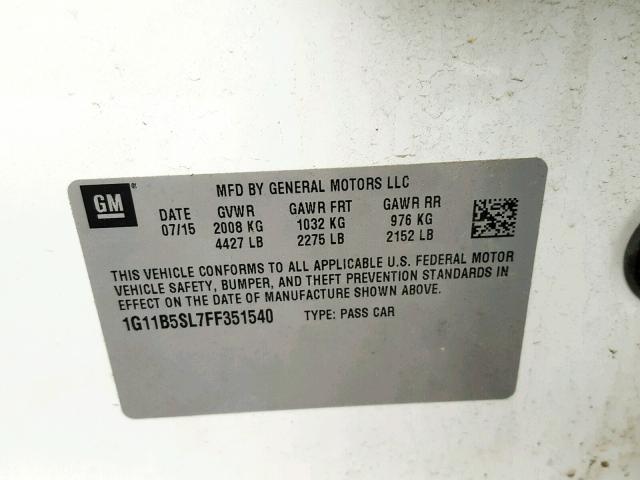 GM
MFD BY GENERAL MOTORS LLC
DATE GVWR GAWR FRT GAWR RR
07/15 2008 KG 1032 KG 976 KG
4427 LB 2275 LB 2152 LB
THIS VEHICLE CONFORMS TO ALL APPLICABLE U.S. FEDERAL MOTOR
VEHICLE SAFETY, BUMPER, AND THEFT PREVENTION STANDARDS IN
EFFECT ON THE DATE OF MANUFACTURE SHOWN ABOVE.
1G11B5SL7FF351540 TYPE: PASS CAR